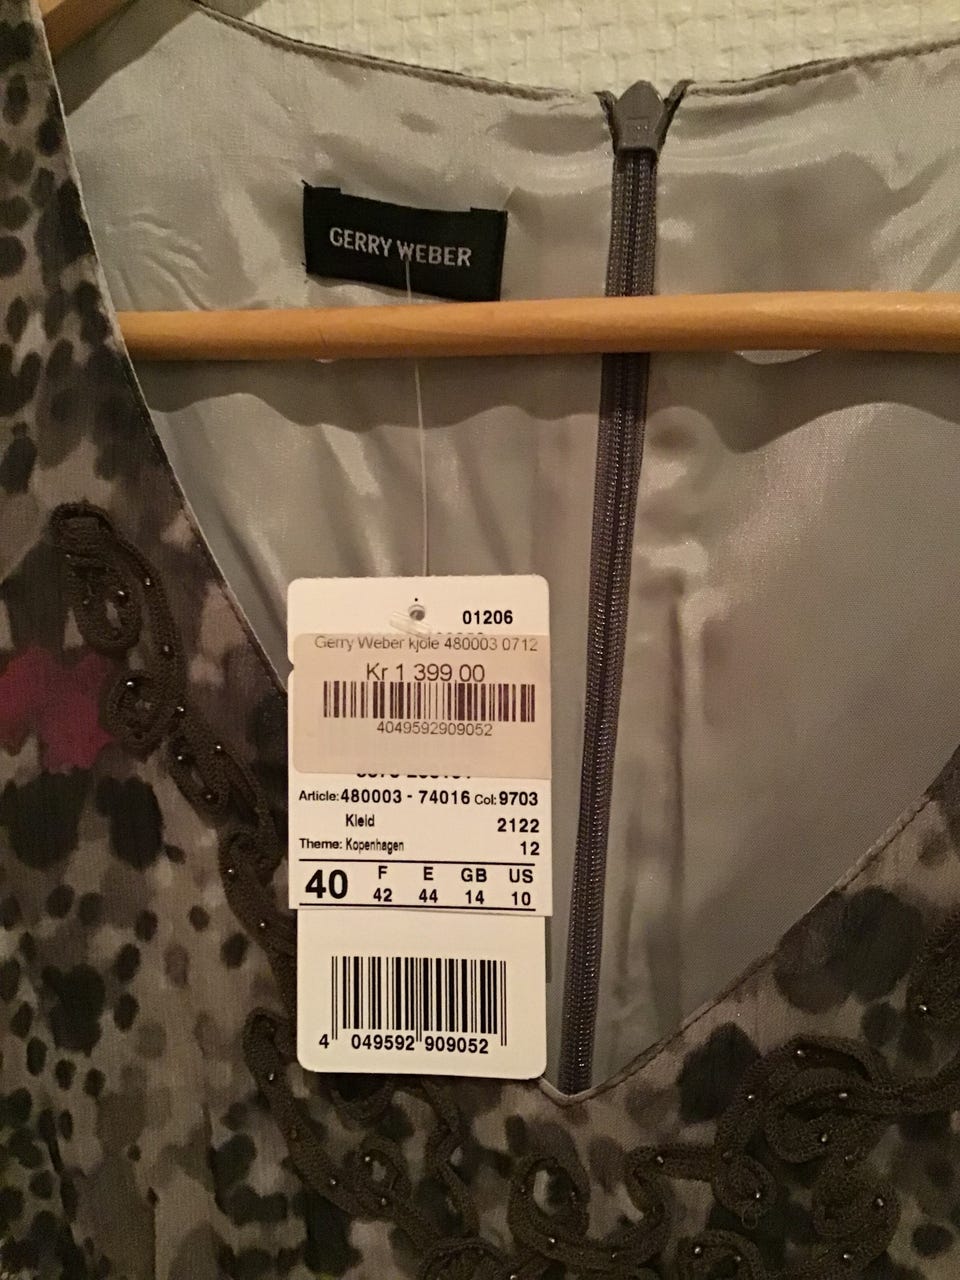 GERRY WEBER
01206
Gerry Weber kjole 480003 0712
Kr 1 399.00
4049592909052
Article: 480003 - 74016 Col: 9703
Kleid 2122
Theme: Kopenhagen 12
40 F E GB US
42 44 14 10
4 049592 909052